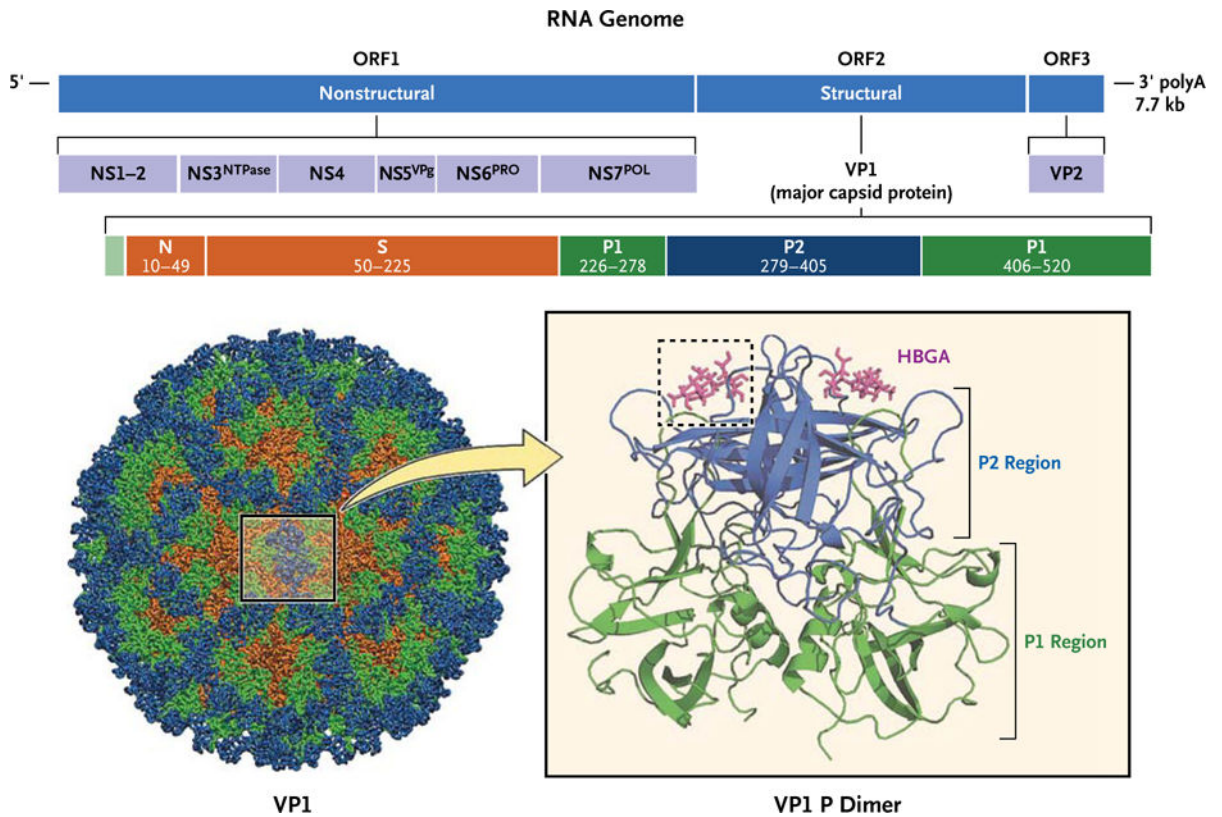 RNA Genome
ORF1 ORF2 ORF3
5' Nonstructural Structural 3' polyA
7.7 kb
NS1–2 NS3NTPase NS4 NS5VPg NS6PRO NS7POL VP1 VP2
(major capsid protein)
N S P1 P2 P1
10–49 50–225 226–278 279–405 406–520
HBGA
P2 Region
P1 Region
VP1 VP1 P Dimer